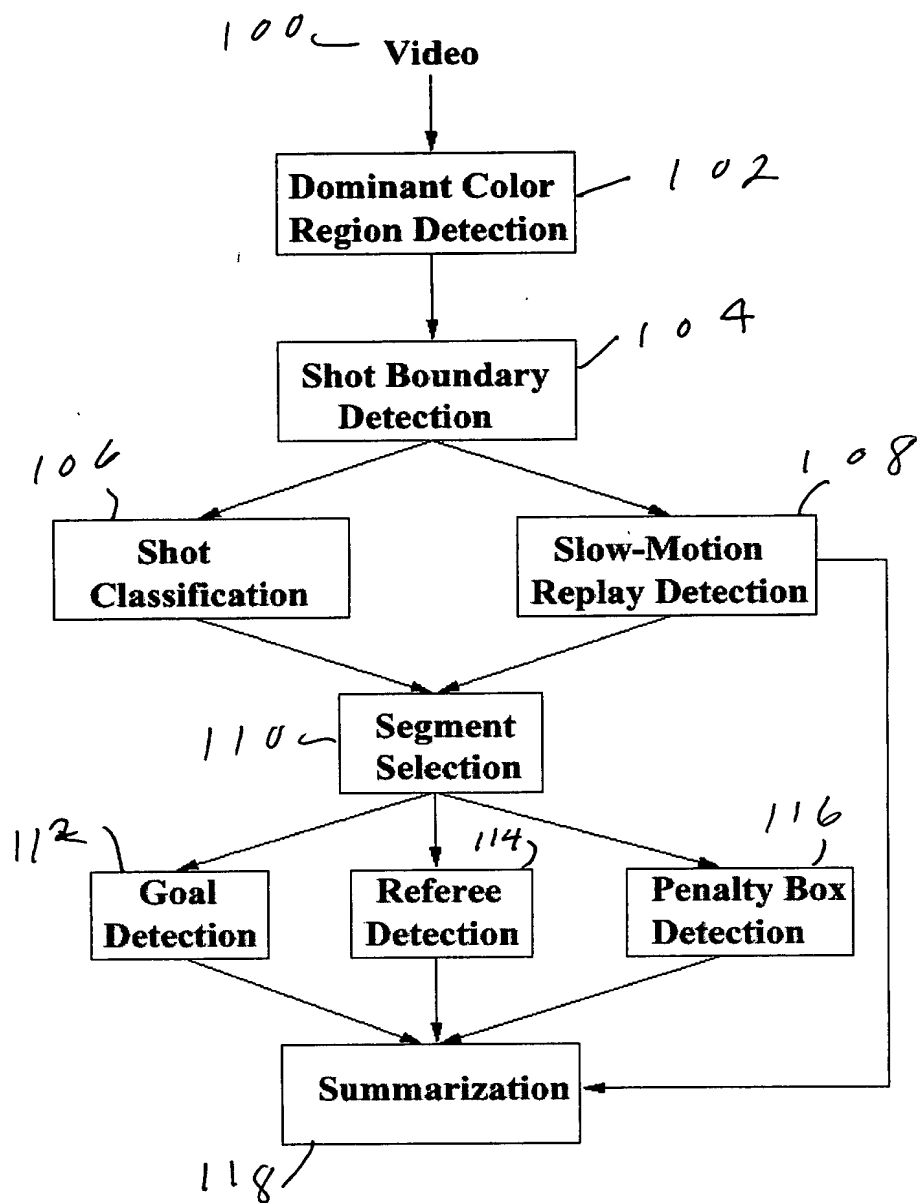 100
Video
Dominant Color
Region Detection
102
Shot Boundary
Detection
104
106
Shot
Classification
108
Slow-Motion
Replay Detection
110
Segment
Selection
112
Goal
Detection
114
Referee
Detection
116
Penalty Box
Detection
Summarization
118